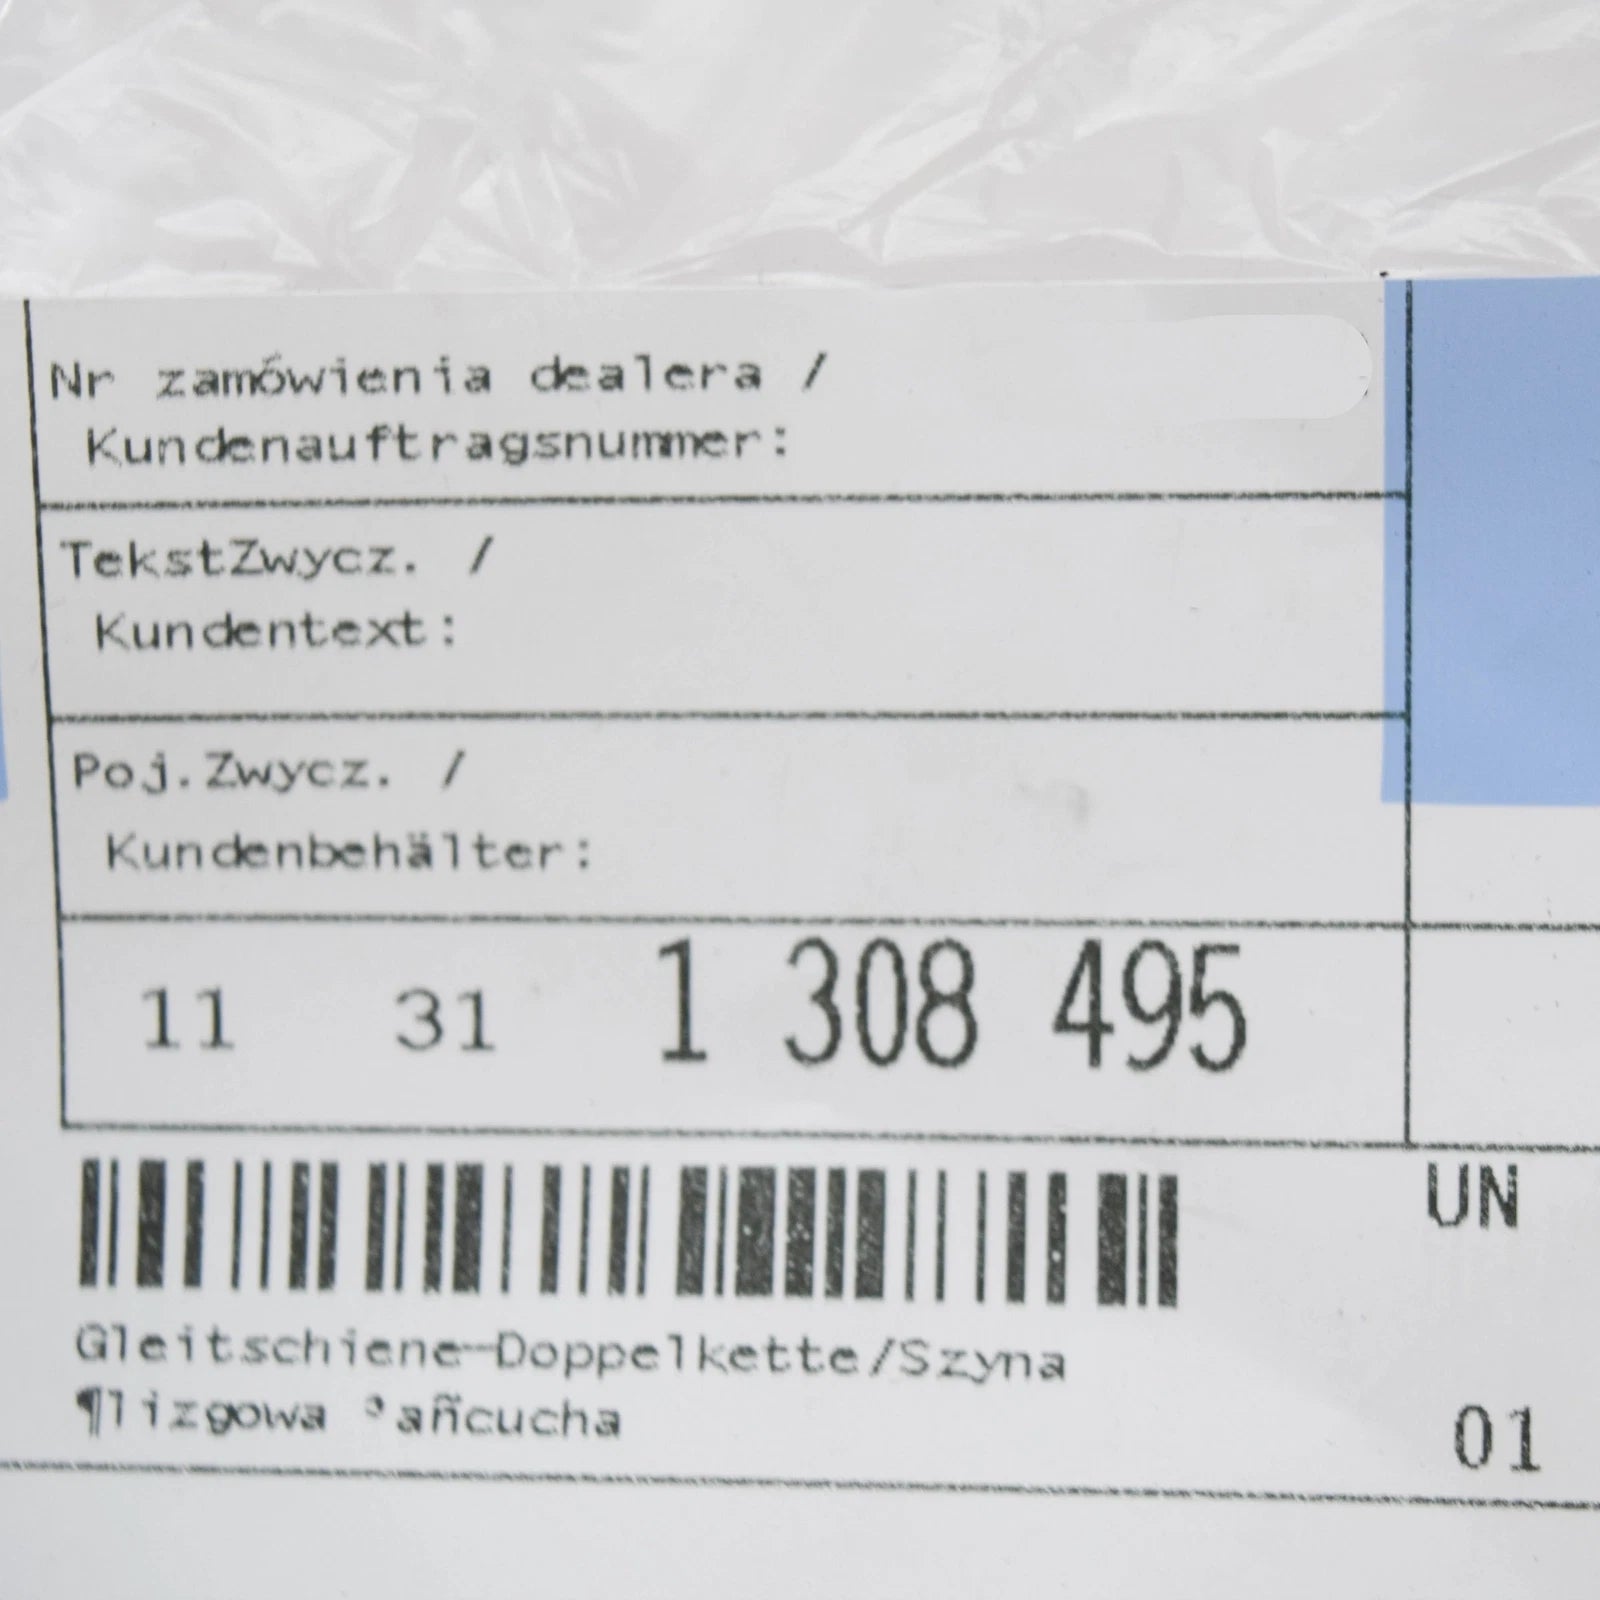 Nr zamówienia dealera /
Kundenauftragsnummer:
TekstZwycz. /
Kundentext:
Poj.Zwycz. /
Kundenbehälter:
11 31 1 308 495
UN
Gleitschiene-Doppelkette/Szyna
¶lizgowa ³añcucha
01